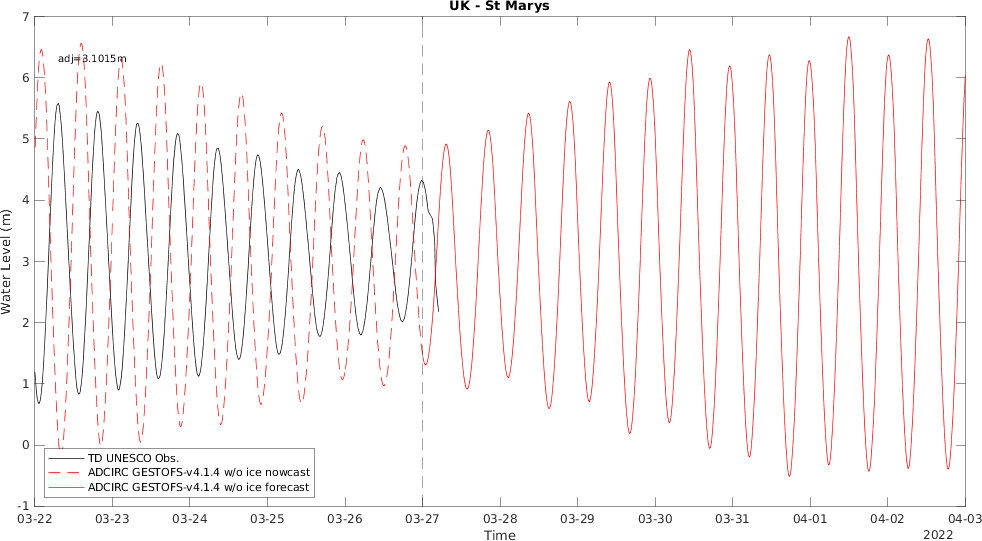 UK - St Marys
adj=3.1015m
7
6
5
4
3
2
1
0
-1
Water Level (m)
TD UNESCO Obs.
ADCIRC GESTOFS-v4.1.4 w/o ice nowcast
ADCIRC GESTOFS-v4.1.4 w/o ice forecast
03-22 03-23 03-24 03-25 03-26 03-27 03-28 03-29 03-30 03-31 04-01 04-02 04-03
Time
2022